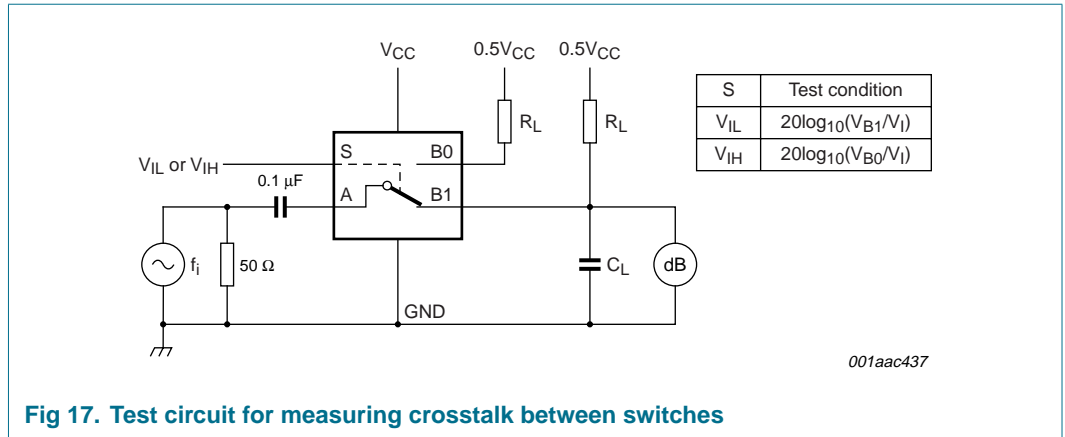 VCC 0.5VCC 0.5VCC
RL RL
S Test condition
VIL 20log10(VB1/VI)
VIH 20log10(VB0/VI)
VIL or VIH
S B0
0.1 μF
A B1
fi 50 Ω
CL dB
GND
001aac437
Fig 17. Test circuit for measuring crosstalk between switches